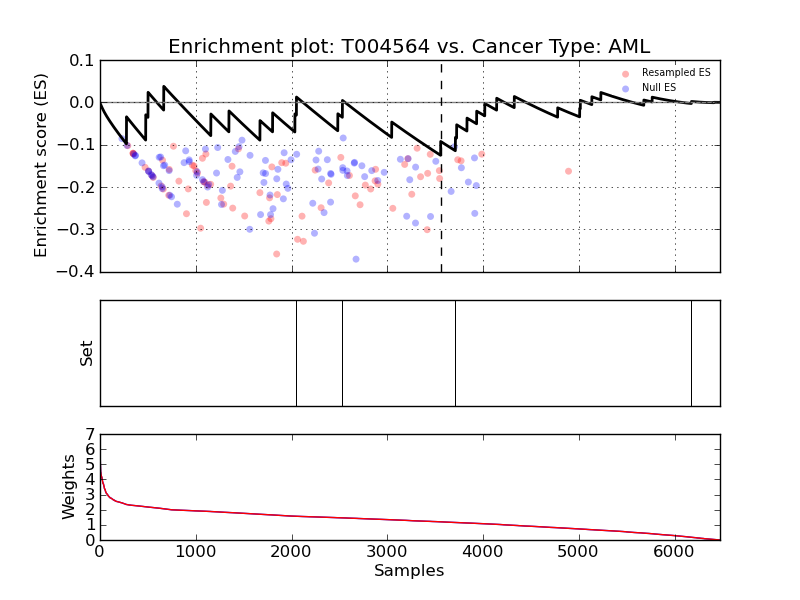 Enrichment plot: T004564 vs. Cancer Type: AML
Enrichment score (ES)
0.1
0.0
−0.1
−0.2
−0.3
−0.4
Resampled ES
Null ES
Set
Weights
7
6
5
4
3
2
1
0
0 1000 2000 3000 4000 5000 6000
Samples